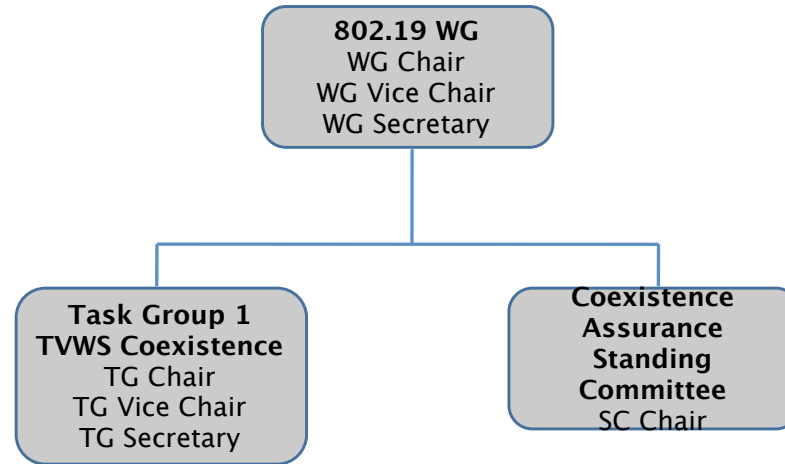 802.19 WG
WG Chair
WG Vice Chair
WG Secretary
Task Group 1
TVWS Coexistence
TG Chair
TG Vice Chair
TG Secretary
Coexistence
Assurance
Standing
Committee
SC Chair